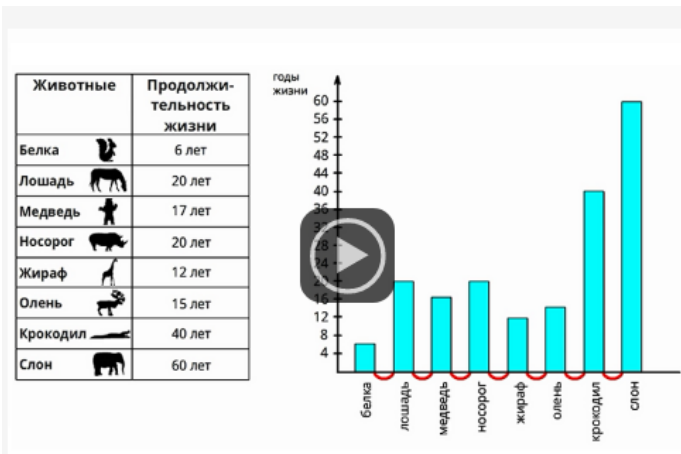 Животные
Продолжи-
тельность
жизни
Белка
6 лет
Лошадь
20 лет
Медведь
17 лет
Носорог
20 лет
Жираф
12 лет
Олень
15 лет
Крокодил
40 лет
Слон
60 лет
годы
жизни
60
56
52
48
44
40
36
28
24
16
12
8
4
белка
лошадь
медведь
носорог
жираф
олень
крокодил
слон